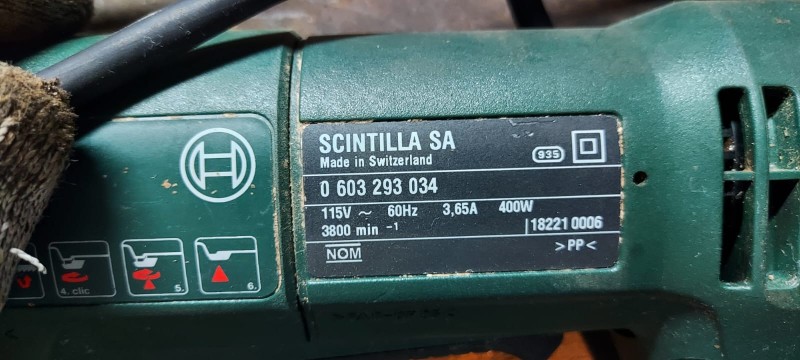 SCINTILLA SA
Made in Switzerland
935
0 603 293 034
115V ~ 60Hz 3,65A 400W
3800 min -1
18221 0006
NOM
>PP<
4. clic
5.
6.